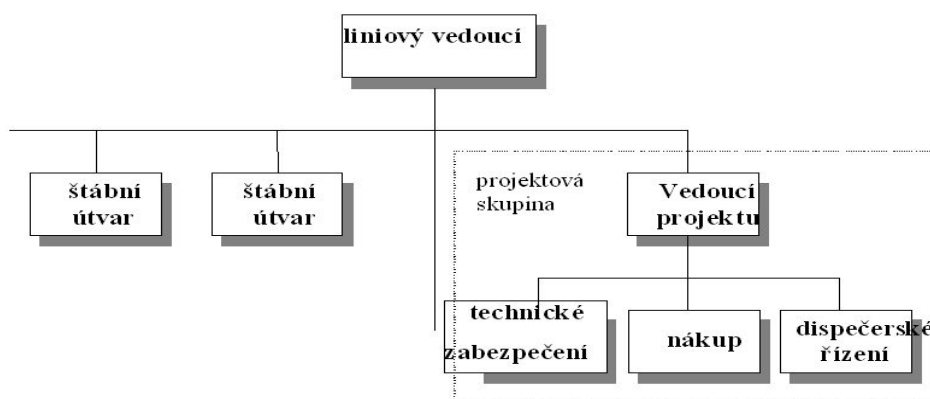 liniový vedoucí
štábní
útvar
štábní
útvar
projektová
skupina
Vedoucí
projektu
technické
zabezpečení
nákup
dispečerské
řízení